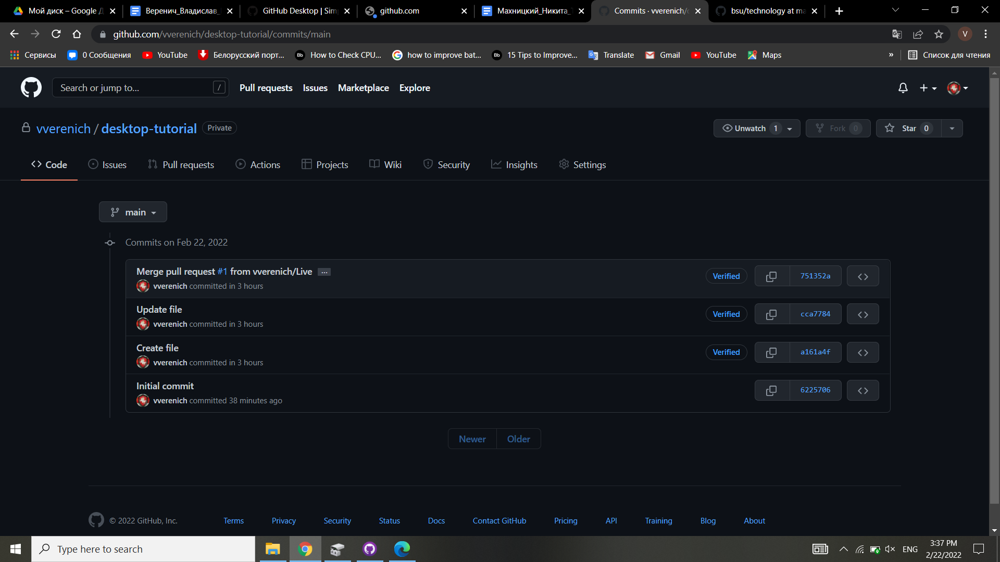 Мой диск – Google Д
Веренич_Владислав_
GitHub Desktop | Sim
github.com
Махницкий_Никита_Т
Commits · vverenich/d
bsu/technology at ma
github.com/vverenich/desktop-tutorial/commits/main
V
Сервисы
0 Сообщения
YouTube
Белорусский порт...
Bb
How to Check CPU...
how to improve bat...
Bb
15 Tips to Improve...
Translate
Gmail
YouTube
Maps
»
Список для чтения
Search or jump to...
/
Pull requests
Issues
Marketplace
Explore
vverenich / desktop-tutorial
Private
Unwatch 1
Fork 0
Star 0
Code
Issues
Pull requests
Actions
Projects
Wiki
Security
Insights
Settings
main
Commits on Feb 22, 2022
Merge pull request #1 from vverenich/Live ...
vverenich committed in 3 hours
Verified
751352a
Update file
vverenich committed in 3 hours
Verified
cca7784
Create file
vverenich committed in 3 hours
Verified
a161a4f
Initial commit
vverenich committed 38 minutes ago
6225706
Newer
Older
© 2022 GitHub, Inc.
Terms
Privacy
Security
Status
Docs
Contact GitHub
Pricing
API
Training
Blog
About
Type here to search
ENG
3:37 PM
2/22/2022